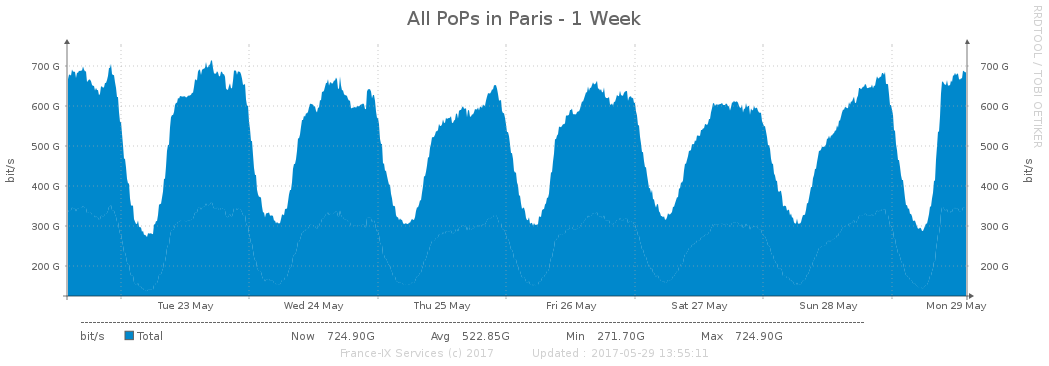 All PoPs in Paris - 1 Week
RRDTOOL / TOBI OETIKER
bit/s
700 G
600 G
500 G
400 G
300 G
200 G
700 G
600 G
500 G
400 G
300 G
200 G
bit/s
Tue 23 May Wed 24 May Thu 25 May Fri 26 May Sat 27 May Sun 28 May Mon 29 May
bit/s Total Now 724.90G Avg 522.85G Min 271.70G Max 724.90G
France-IX Services (c) 2017 Updated : 2017-05-29 13:55:11